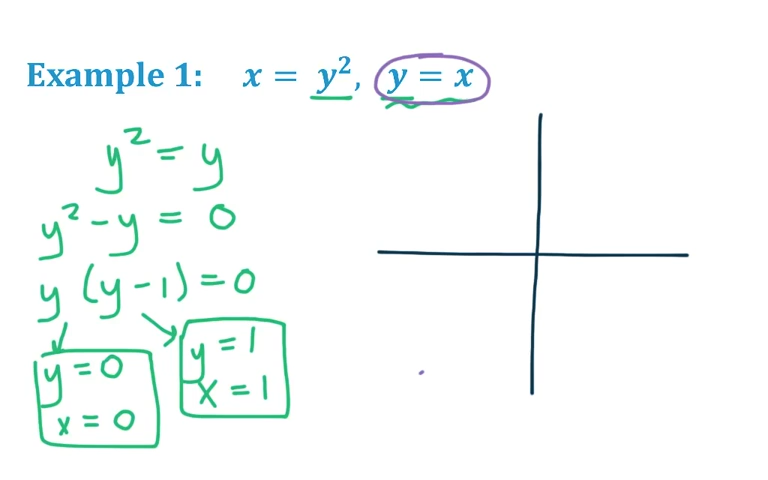 Example 1: x = y², y = x
y² = y
y² - y = 0
y (y - 1) = 0
y = 0
x = 0
y = 1
x = 1